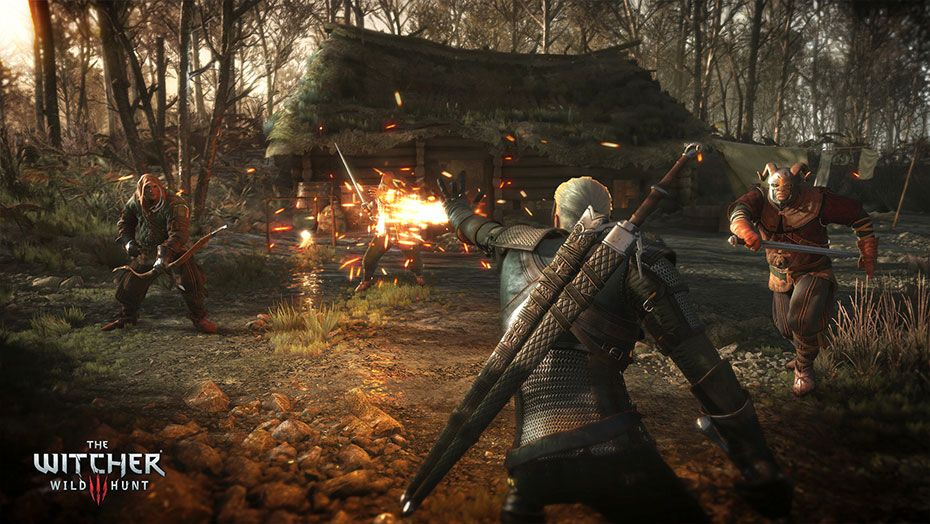 THE
WITCHER
WILD HUNT